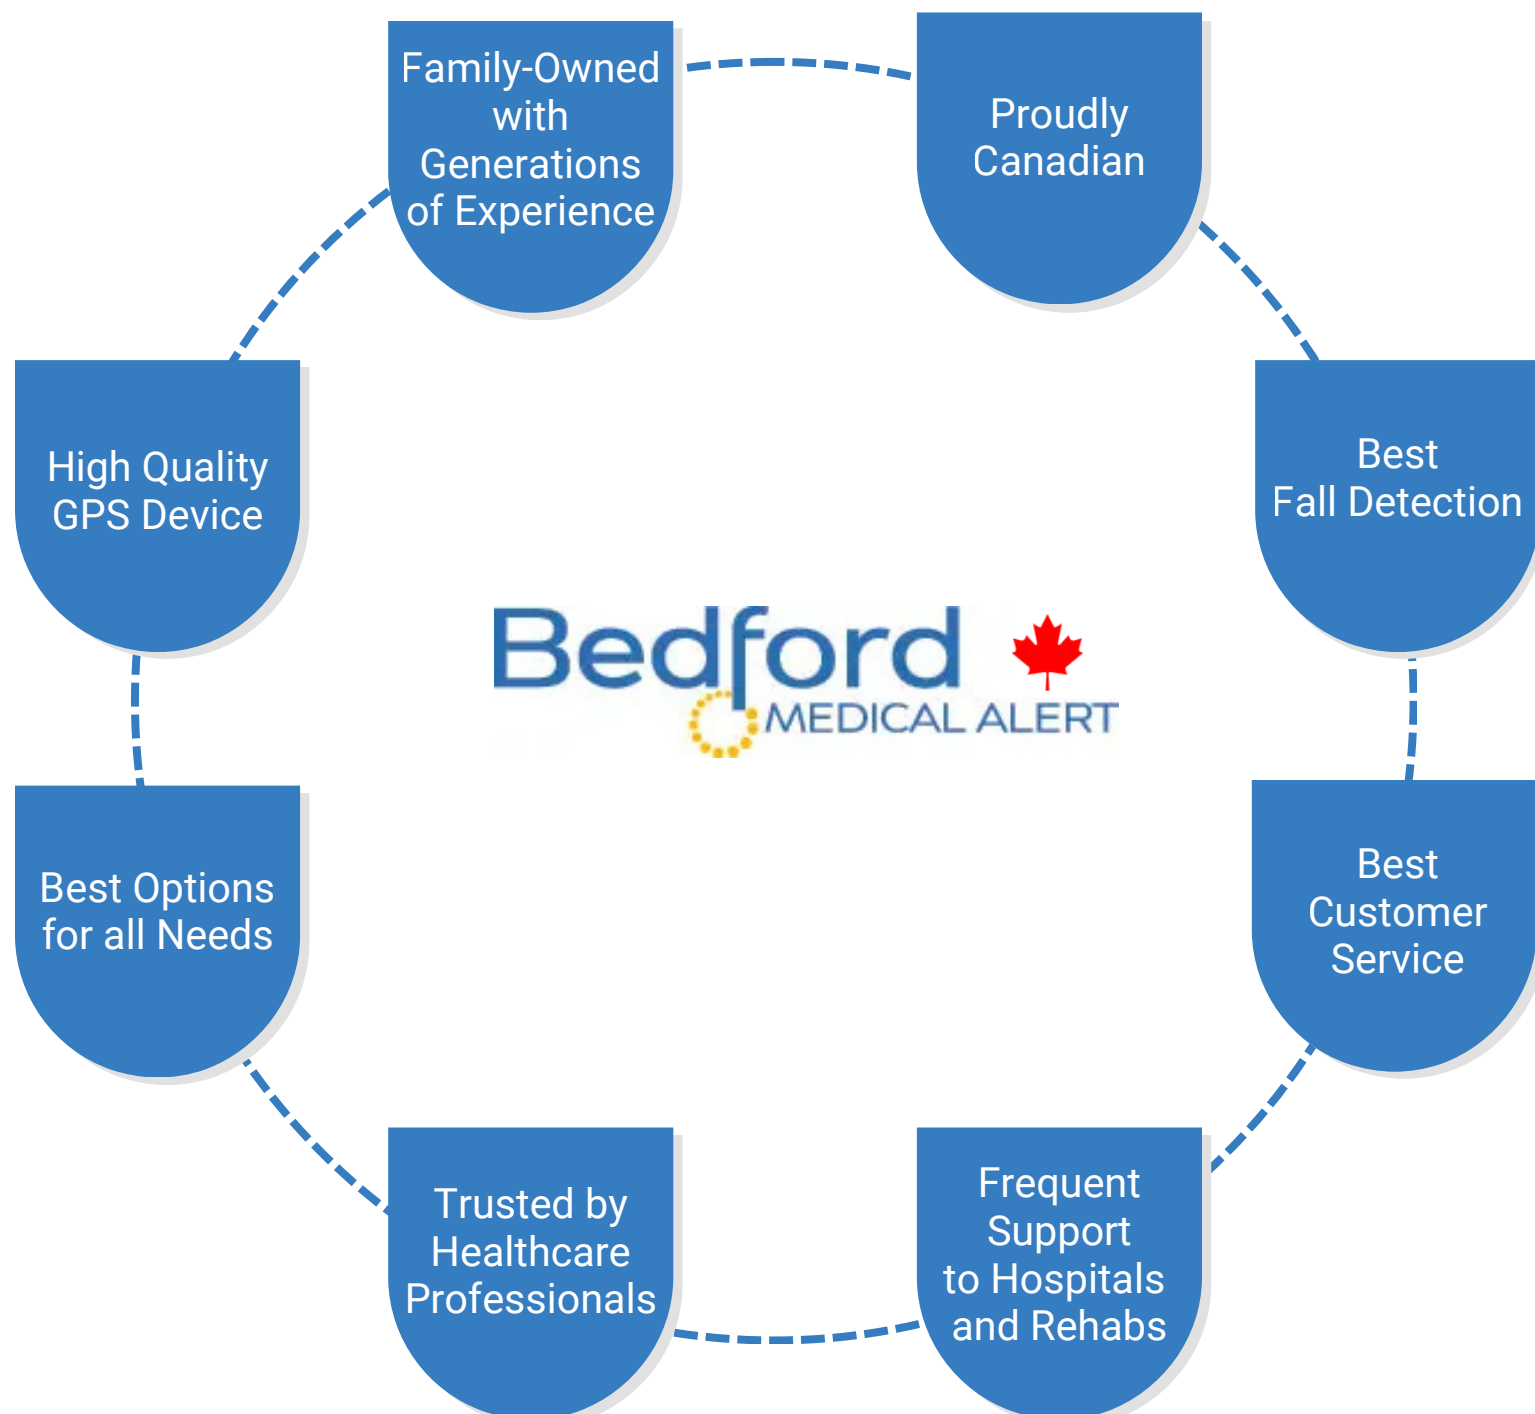 Family-Owned
with
Generations
of Experience
Proudly
Canadian
High Quality
GPS Device
Best
Fall Detection
Bedford
MEDICAL ALERT
Best Options
for all Needs
Best
Customer
Service
Trusted by
Healthcare
Professionals
Frequent
Support
to Hospitals
and Rehabs